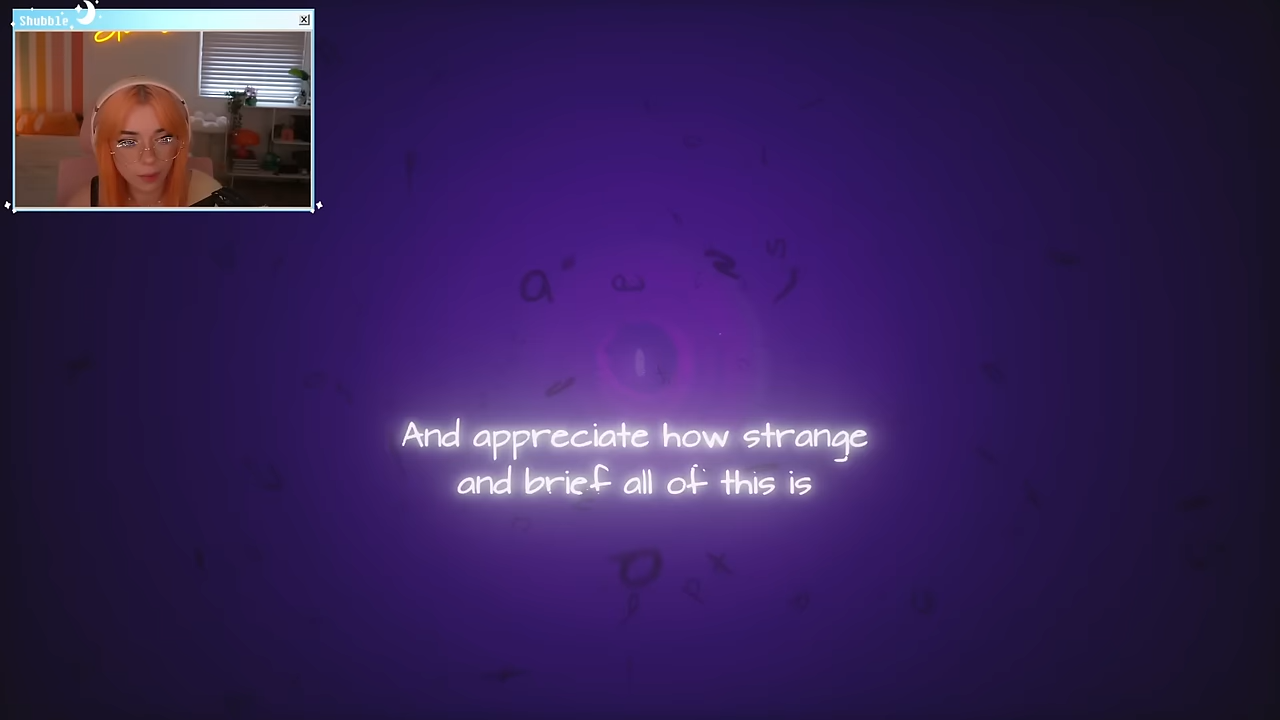 Shubble
And appreciate how strange
and brief all of this is